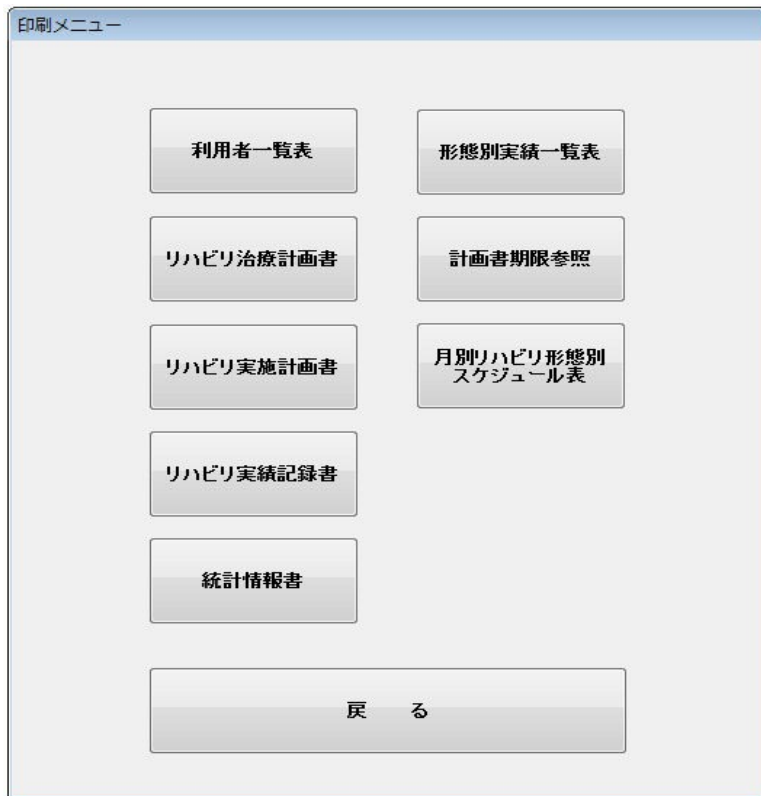 印刷メニュー
利用者一覧表
形態別実績一覧表
リハビリ治療計画書
計画書期限参照
リハビリ実施計画書
月別リハビリ形態別
スケジュール表
リハビリ実績記録書
統計情報書
戻　　る